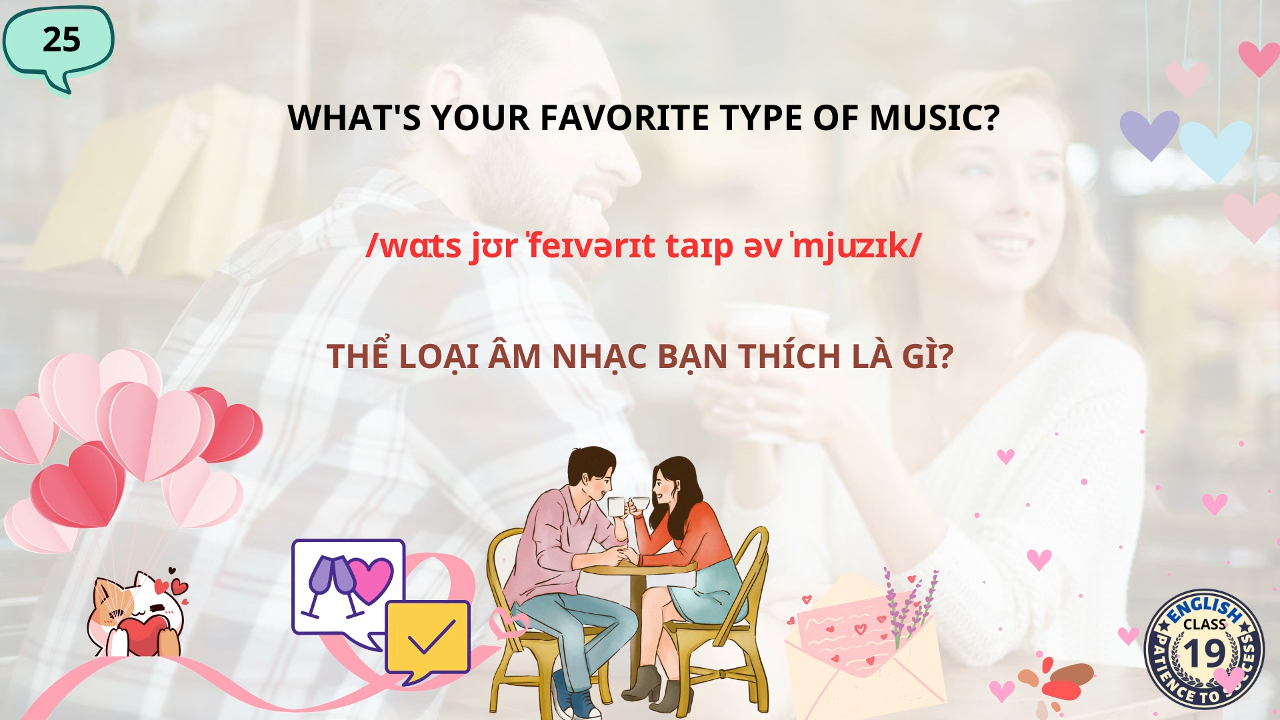 25
WHAT'S YOUR FAVORITE TYPE OF MUSIC?
/wɑts jʊr ˈfeɪvərɪt taɪp əv ˈmjuzɪk/
THỂ LOẠI ÂM NHẠC BẠN THÍCH LÀ GÌ?
ENGLISH
CLASS
19
PATIENCE TO SUCCESS